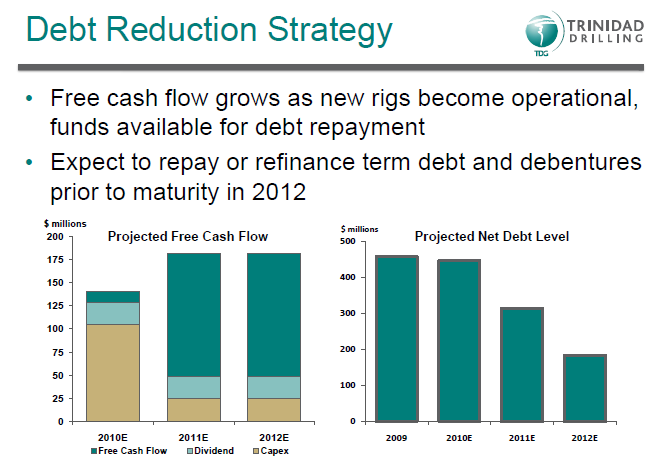 Debt Reduction Strategy
TRINIDAD
DRILLING
TDG
• Free cash flow grows as new rigs become operational,
funds available for debt repayment
• Expect to repay or refinance term debt and debentures
prior to maturity in 2012
$ millions
Projected Free Cash Flow
200
175
150
125
100
75
50
25
0
2010E 2011E 2012E
Free Cash Flow Dividend Capex
$ millions
Projected Net Debt Level
500
400
300
200
100
0
2009 2010E 2011E 2012E